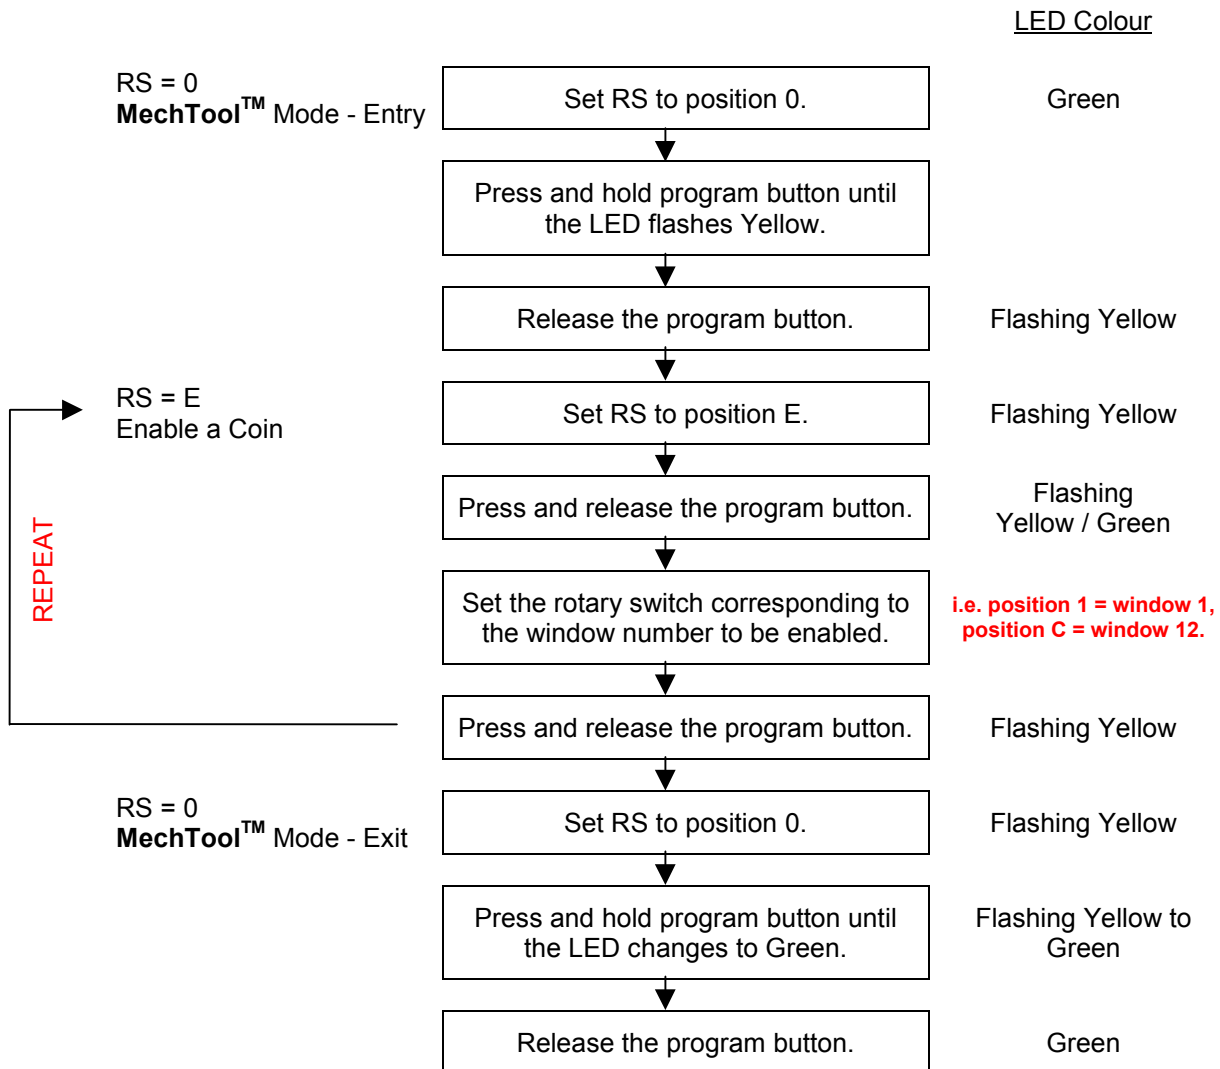 LED Colour
RS = 0
MechTool™ Mode - Entry
Set RS to position 0.
Green
Press and hold program button until
the LED flashes Yellow.
Release the program button.
Flashing Yellow
RS = E
Enable a Coin
Set RS to position E.
Flashing Yellow
Press and release the program button.
Flashing
Yellow / Green
REPEAT
Set the rotary switch corresponding to
the window number to be enabled.
i.e. position 1 = window 1,
position C = window 12.
Press and release the program button.
Flashing Yellow
RS = 0
MechTool™ Mode - Exit
Set RS to position 0.
Flashing Yellow
Press and hold program button until
the LED changes to Green.
Flashing Yellow to
Green
Release the program button.
Green